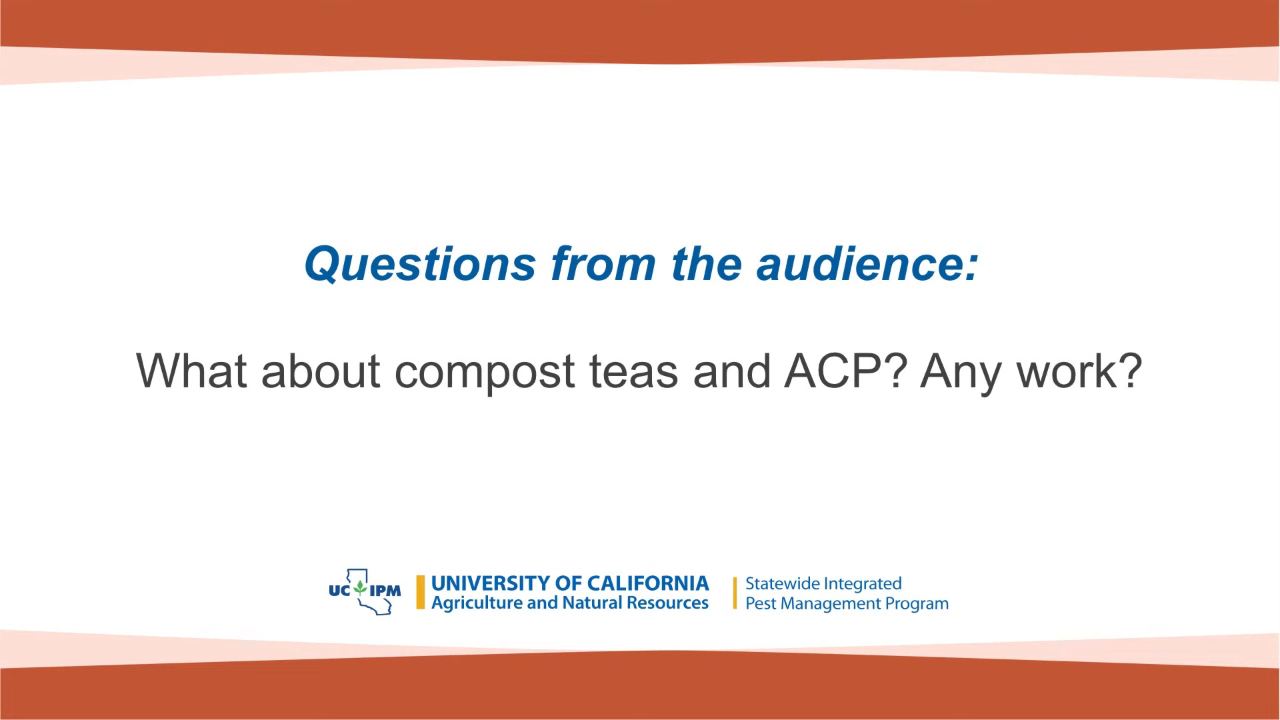 Questions from the audience:
What about compost teas and ACP? Any work?
UC IPM
UNIVERSITY OF CALIFORNIA
Agriculture and Natural Resources
Statewide Integrated
Pest Management Program